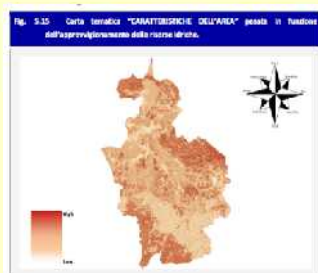 Fig. 5.15 Carta tematica "CARATTERISTICHE DELL'AREA" pesata in funzione
dell'approvvigionamento delle risorse idriche.
High
Low